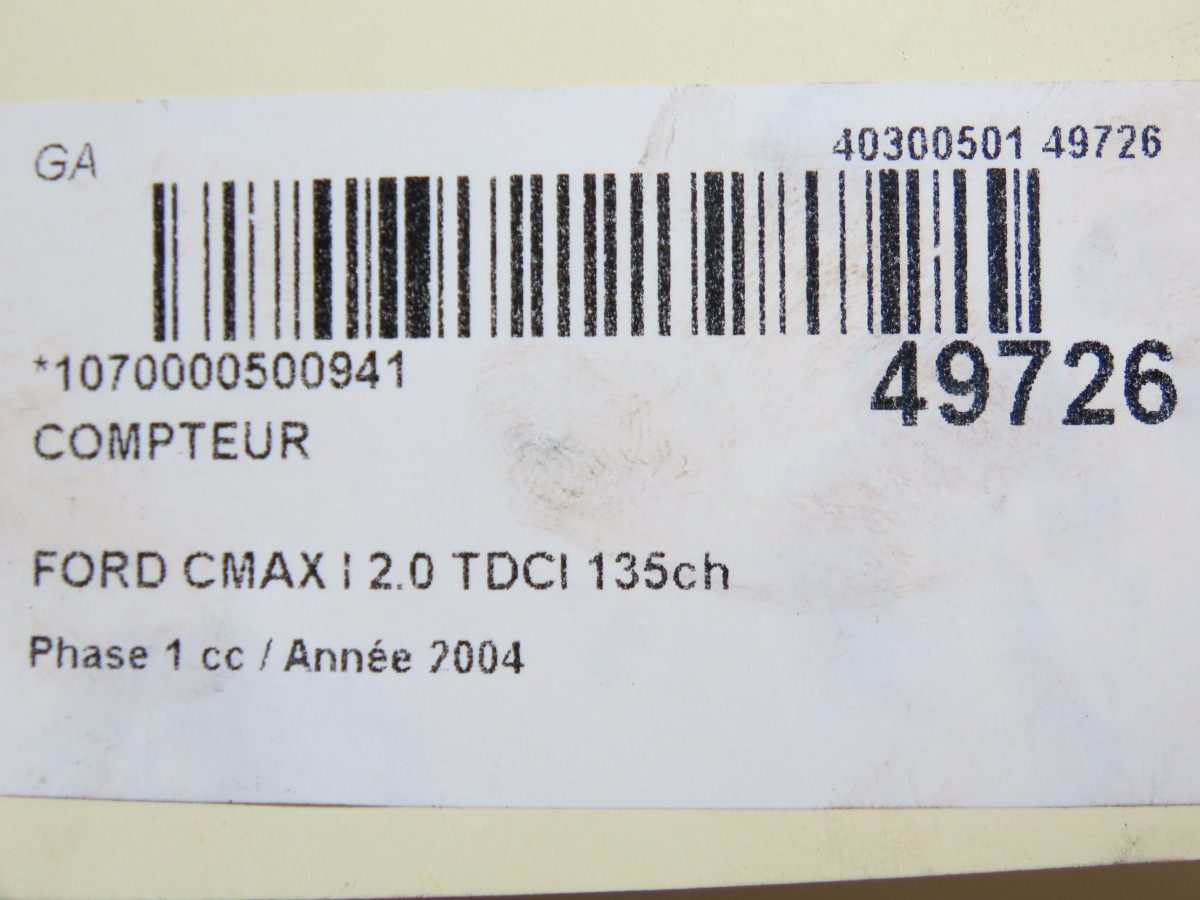 GA
40300501 49726
*1070000500941
49726
COMPTEUR
FORD CMAX I 2.0 TDCI 135ch
Phase 1 cc / Année 2004